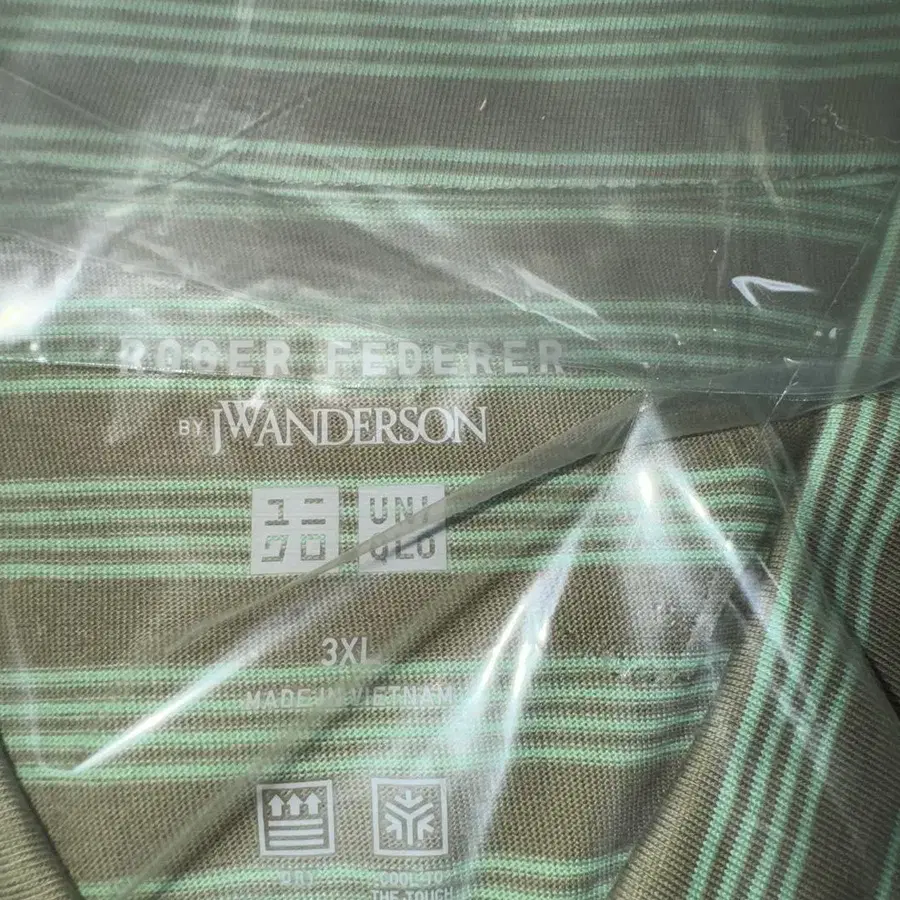 ROGER FEDERER
BY JWANDERSON
ユニ UNI
クロ QLO
3XL
MADE IN VIETNAM
DRY COOL TO
THE TOUCH